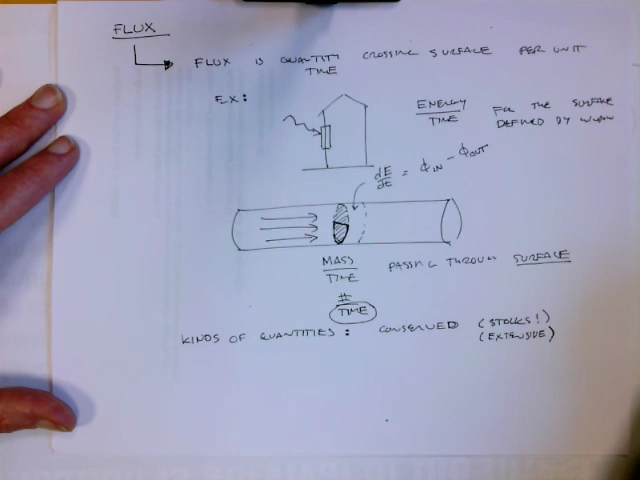 FLUX
FLUX IS QUANTITY CROSSING SURFACE PER UNIT
TIME
EX:
ENERGY
TIME
FOR THE SURFACE
DEFINED BY WINDOW
dE/dt = ϕIN - ϕOUT
MASS
TIME
PASSING THROUGH SURFACE
#
TIME
KINDS OF QUANTITIES: CONSERVED (STOCKS!)
(EXTENSIVE)